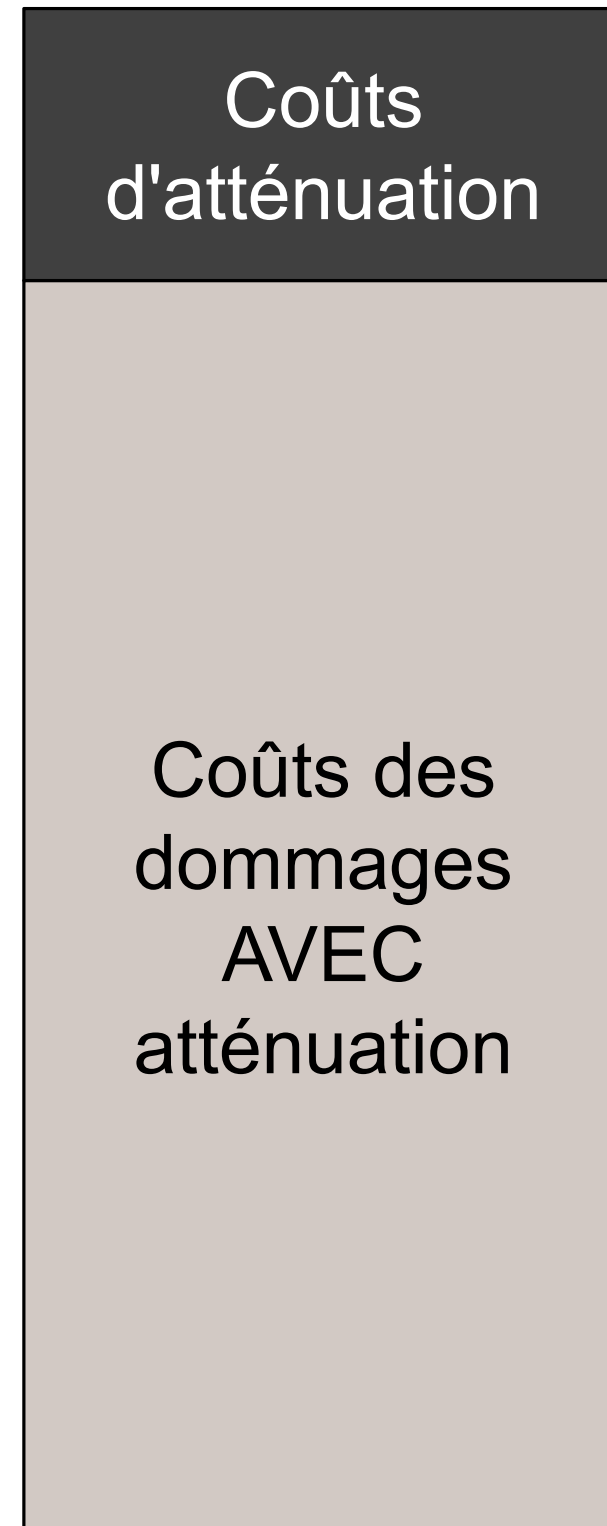 Coûts
d'atténuation
Coûts des
dommages
AVEC
atténuation